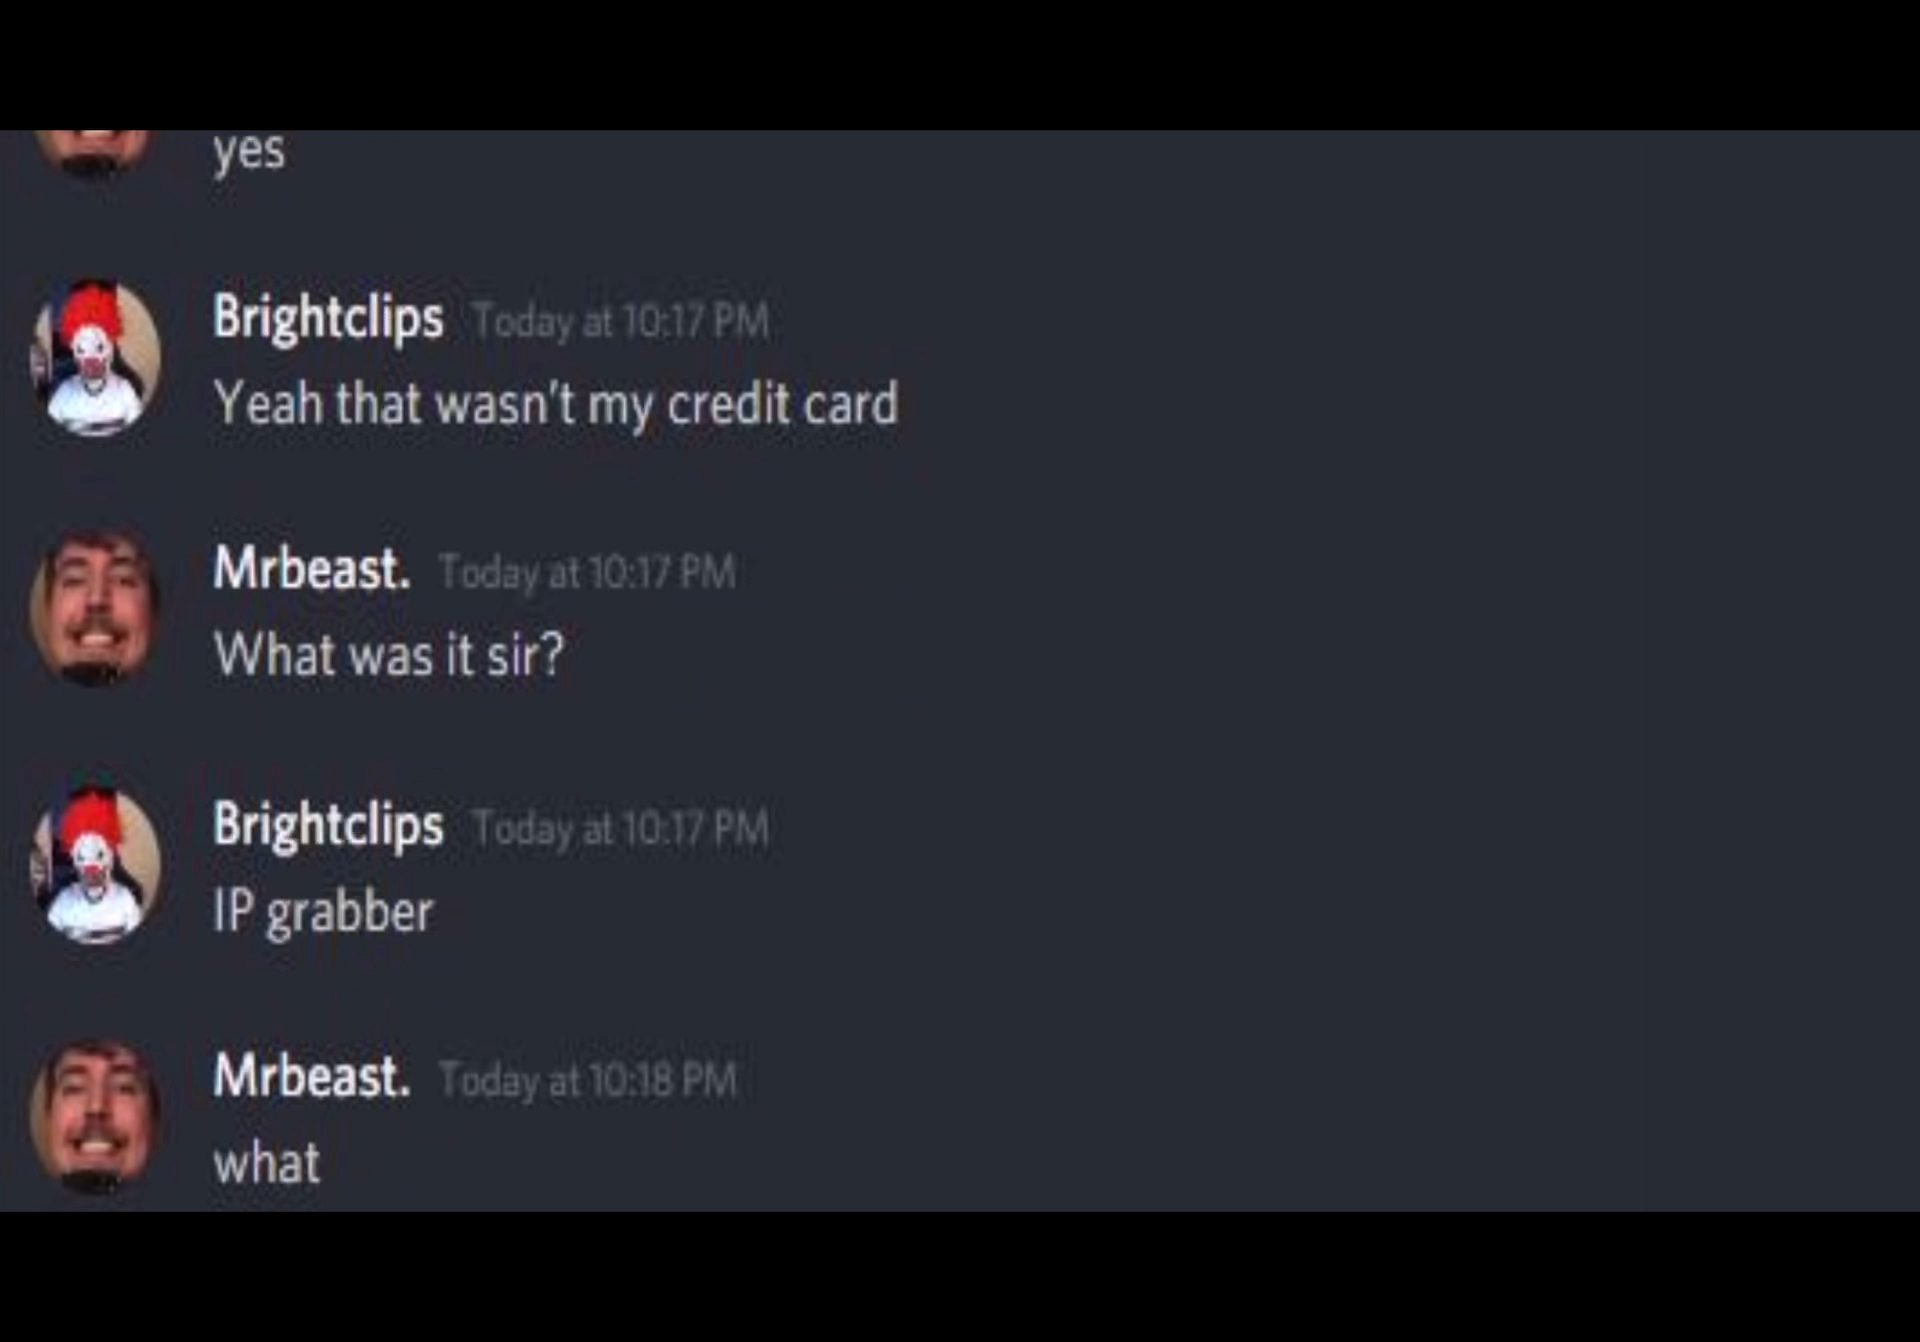 yes
Brightclips Today at 10:17 PM
Yeah that wasn't my credit card
Mrbeast. Today at 10:17 PM
What was it sir?
Brightclips Today at 10:17 PM
IP grabber
Mrbeast. Today at 10:18 PM
what